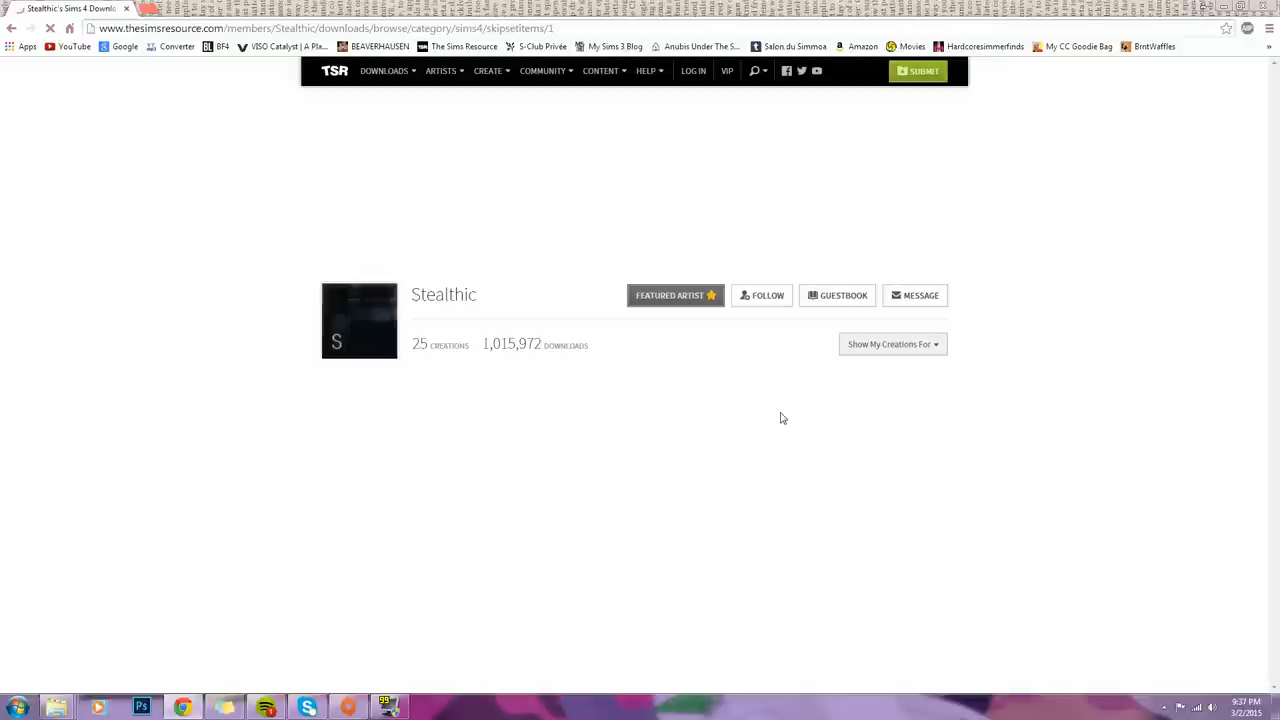 Stealthic's Sims 4 Downlo
www.thesimsresource.com/members/Stealthic/downloads/browse/category/sims4/skipsetitems/1
Apps YouTube Google Converter BF4 VISO Catalyst | A Pla... BEAVERHAUSEN The Sims Resource S-Club Privée My Sims 3 Blog Anubis Under The S... Salon.du Simmoa Amazon Movies Hardcoresimmerfinds My CC Goodie Bag BrntWaffles »
TSR DOWNLOADS ARTISTS CREATE COMMUNITY CONTENT HELP LOG IN VIP SUBMIT
Stealthic FEATURED ARTIST FOLLOW GUESTBOOK MESSAGE
S
25 CREATIONS 1,015,972 DOWNLOADS Show My Creations For
Ps 99
9:37 PM
3/2/2015